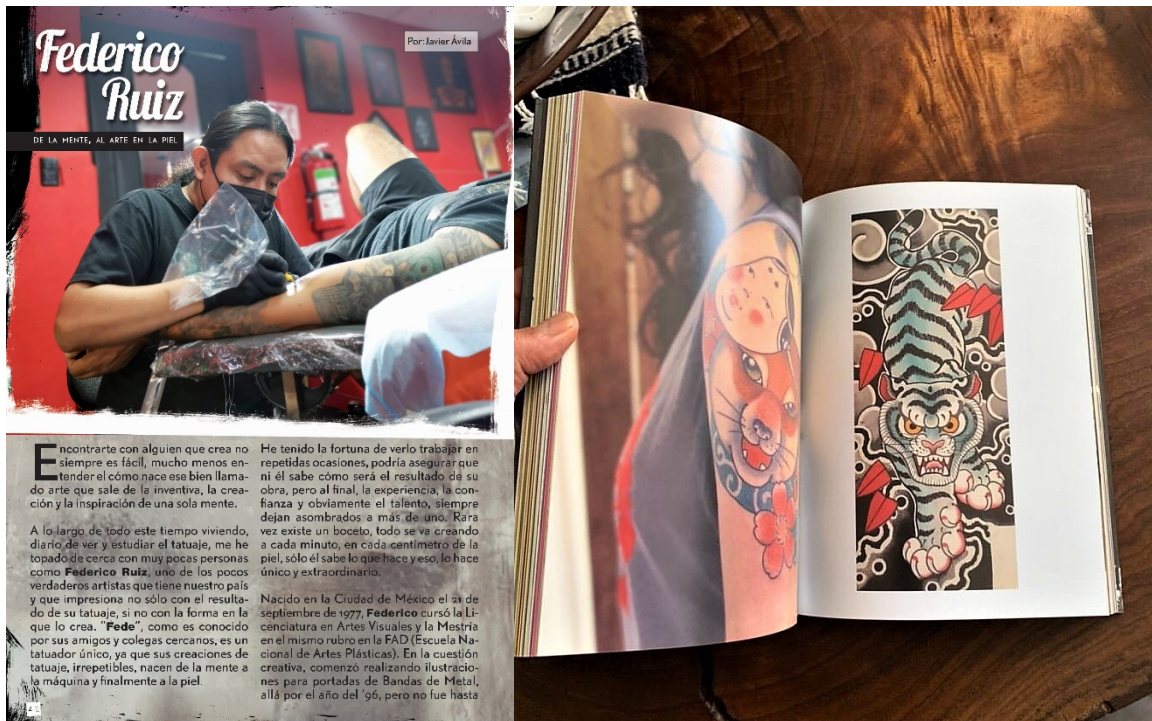 Federico
Ruiz
Por: Javier Ávila
DE LA MENTE, AL ARTE EN LA PIEL
Encontrarte con alguien que crea no
siempre es fácil, mucho menos en-
tender el cómo nace ese bien llama-
do arte que sale de la inventiva, la crea-
ción y la inspiración de una sola mente.
A lo largo de todo este tiempo viviendo,
diario de ver y estudiar el tatuaje, me he
topado de cerca con muy pocas personas
como Federico Ruiz, uno de los pocos
verdaderos artistas que tiene nuestro país
y que impresiona no sólo con el resulta-
do de su tatuaje, si no con la forma en la
que lo crea. "Fede", como es conocido
por sus amigos y colegas cercanos, es un
tatuador único, ya que sus creaciones de
tatuaje, irrepetibles, nacen de la mente a
la máquina y finalmente a la piel.
He tenido la fortuna de verlo trabajar en
repetidas ocasiones, podría asegurar que
ni él sabe cómo será el resultado de su
obra, pero al final, la experiencia, la con-
fianza y obviamente el talento, siempre
dejan asombrados a más de uno. Rara
vez existe un boceto, todo se va creando
a cada minuto, en cada centímetro de la
piel, sólo él sabe lo que hace y eso, lo hace
único y extraordinario.
Nacido en la Ciudad de México el 21 de
septiembre de 1977, Federico cursó la Li-
cenciatura en Artes Visuales y la Mestría
en el mismo rubro en la FAD (Escuela Na-
cional de Artes Plásticas). En la cuestión
creativa, comenzó realizando ilustracio-
nes para portadas de Bandas de Metal,
allá por el año del '96, pero no fue hasta